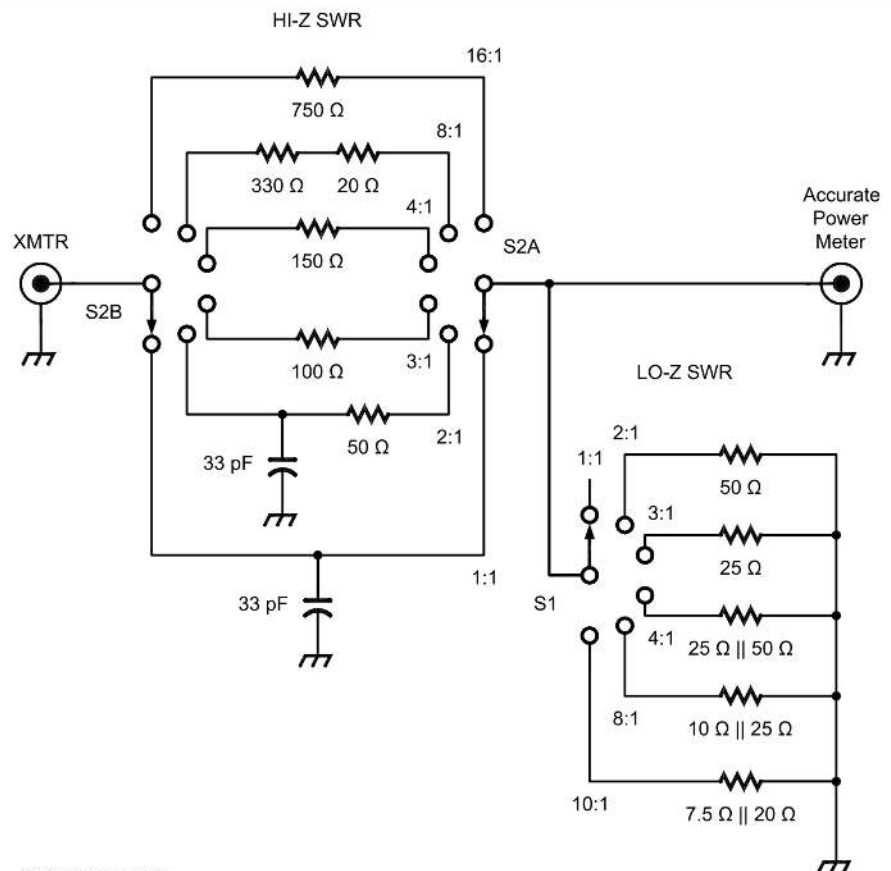 HI-Z SWR
16:1
750 Ω
8:1
330 Ω
20 Ω
4:1
150 Ω
XMTR
S2A
Accurate
Power
Meter
S2B
100 Ω
3:1
LO-Z SWR
50 Ω
2:1
33 pF
1:1
33 pF
1:1
2:1
50 Ω
3:1
25 Ω
S1
4:1
25 Ω || 50 Ω
8:1
10 Ω || 25 Ω
10:1
7.5 Ω || 20 Ω